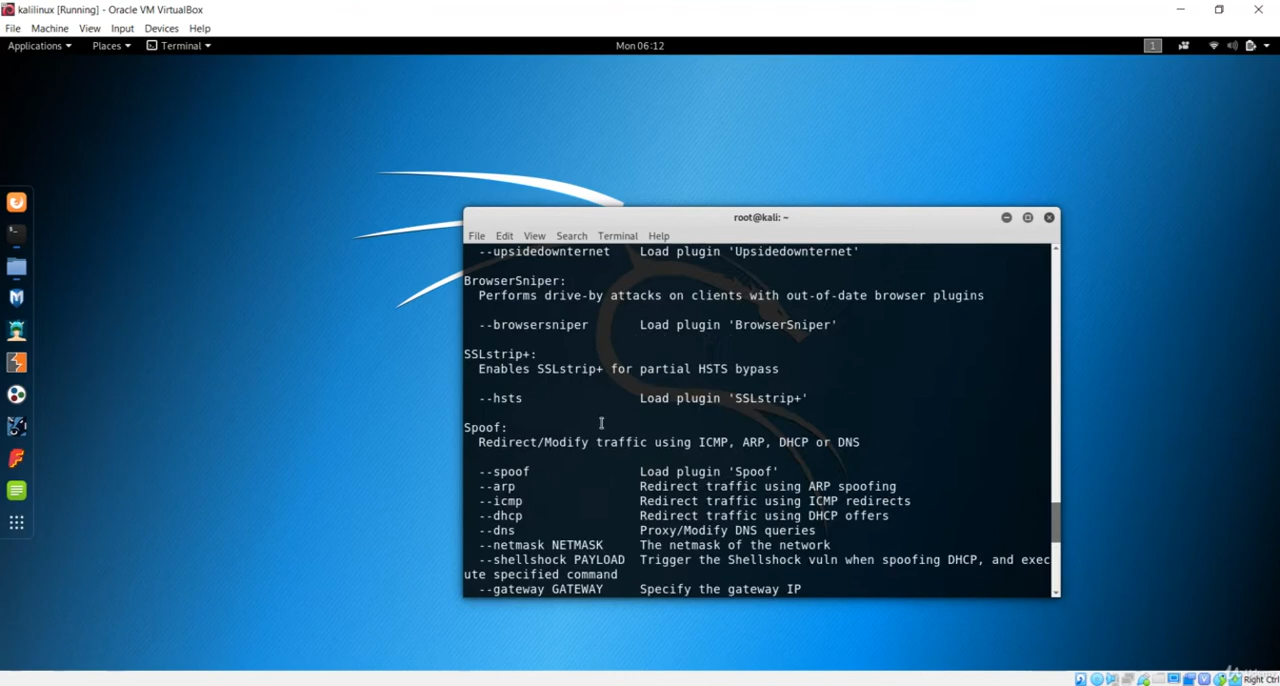 kalilinux [Running] - Oracle VM VirtualBox
File Machine View Input Devices Help
Applications Places Terminal Mon 06:12 1
root@kali: ~
File Edit View Search Terminal Help
--upsidedownternet Load plugin 'Upsidedownternet'
BrowserSniper:
Performs drive-by attacks on clients with out-of-date browser plugins
--browsersniper Load plugin 'BrowserSniper'
SSLstrip+:
Enables SSLstrip+ for partial HSTS bypass
--hsts Load plugin 'SSLstrip+'
Spoof:
Redirect/Modify traffic using ICMP, ARP, DHCP or DNS
--spoof Load plugin 'Spoof'
--arp Redirect traffic using ARP spoofing
--icmp Redirect traffic using ICMP redirects
--dhcp Redirect traffic using DHCP offers
--dns Proxy/Modify DNS queries
--netmask NETMASK The netmask of the network
--shellshock PAYLOAD Trigger the Shellshock vuln when spoofing DHCP, and exec
ute specified command
--gateway GATEWAY Specify the gateway IP
Right Ctrl